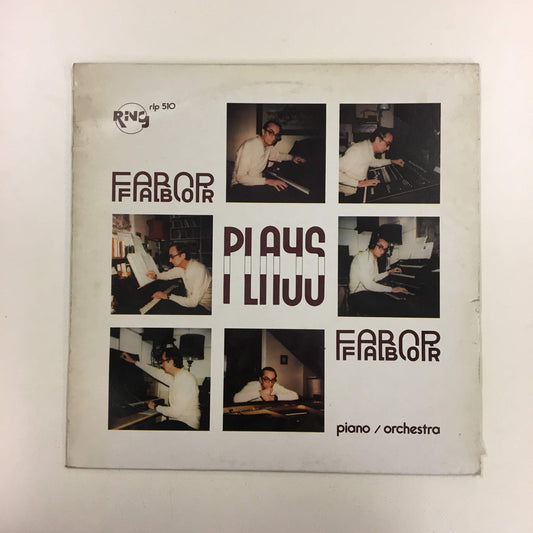 Ring rlp 510
FABOR
PLAYS
FABOR
piano / orchestra